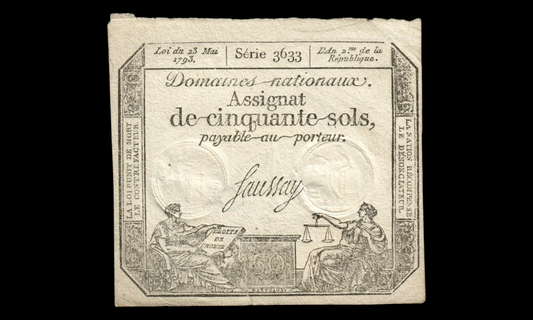 Loi du 23 Mai
1793.
Série 3633
L'An 2.me de la
République.
Domaines nationaux.
Assignat
de cinquante sols,
payable au porteur.
Saussay
LA LOI PUNIT DE MORT
LE CONTREFACTEUR.
LA NATION RÉCOMPENSE
LE DÉNONCIATEUR.
DROITS
DE
L'HOMME
50